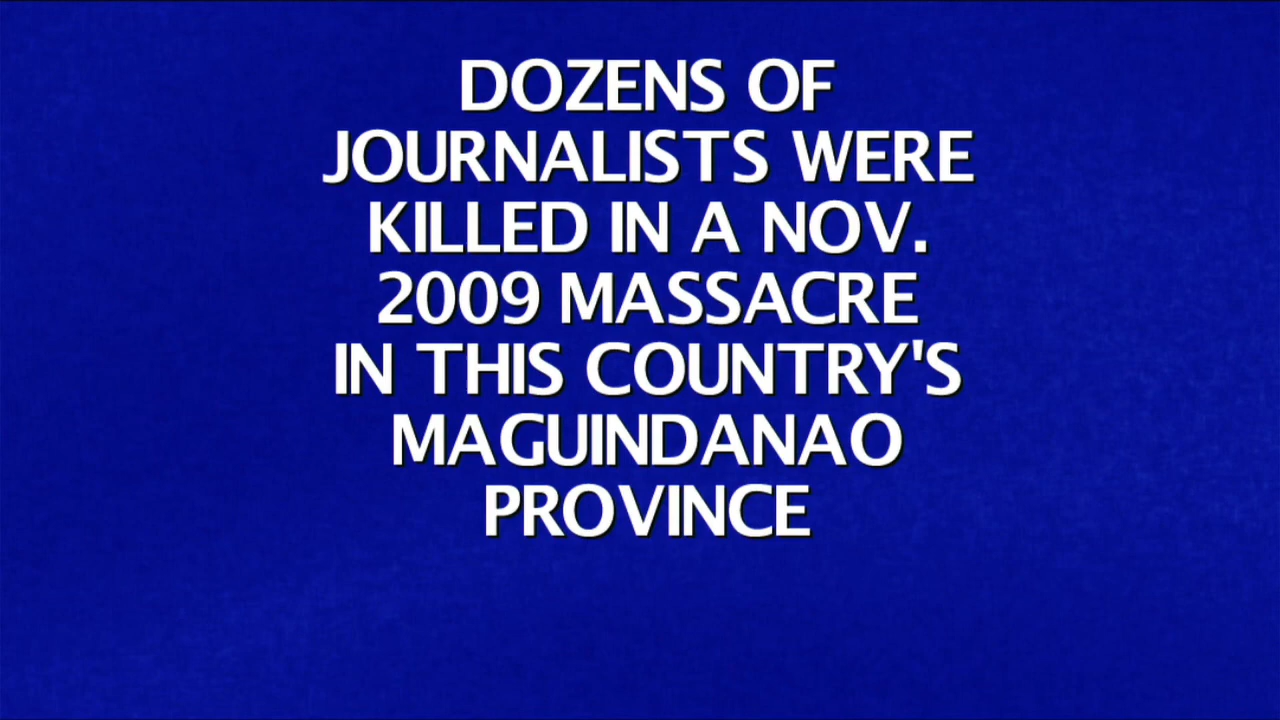 DOZENS OF
JOURNALISTS WERE
KILLED IN A NOV.
2009 MASSACRE
IN THIS COUNTRY'S
MAGUINDANAO
PROVINCE